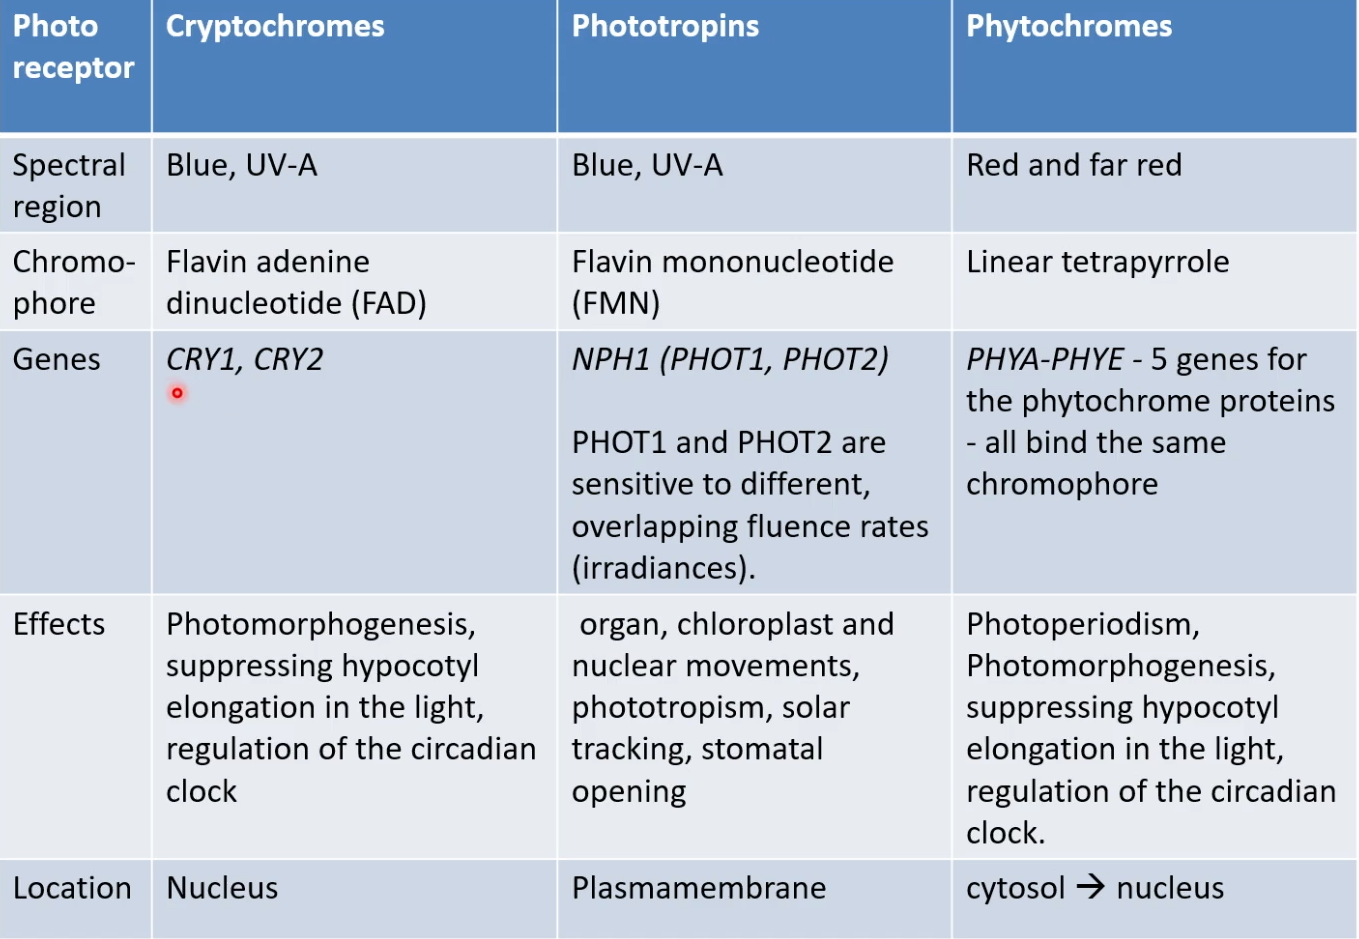 Photo
receptor
Cryptochromes
Phototropins
Phytochromes
Spectral
region
Blue, UV-A
Blue, UV-A
Red and far red
Chromo-
phore
Flavin adenine
dinucleotide (FAD)
Flavin mononucleotide
(FMN)
Linear tetrapyrrole
Genes
CRY1, CRY2
NPH1 (PHOT1, PHOT2)
PHOT1 and PHOT2 are
sensitive to different,
overlapping fluence rates
(irradiances).
PHYA-PHYE - 5 genes for
the phytochrome proteins
- all bind the same
chromophore
Effects
Photomorphogenesis,
suppressing hypocotyl
elongation in the light,
regulation of the circadian
clock
organ, chloroplast and
nuclear movements,
phototropism, solar
tracking, stomatal
opening
Photoperiodism,
Photomorphogenesis,
suppressing hypocotyl
elongation in the light,
regulation of the circadian
clock.
Location
Nucleus
Plasmamembrane
cytosol → nucleus